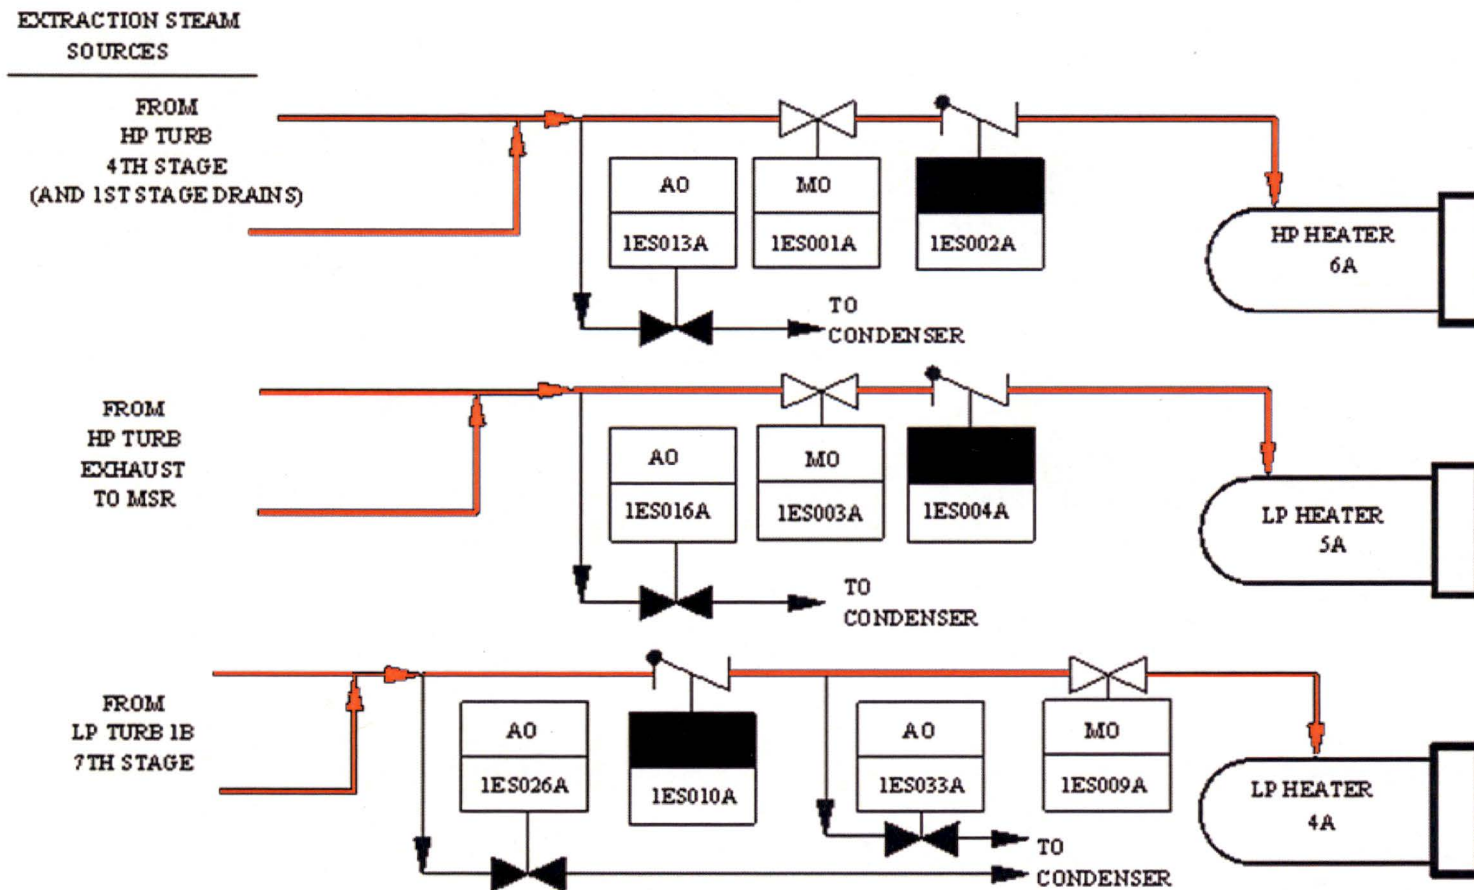 EXTRACTION STEAM
SOURCES
FROM
HP TURB
4TH STAGE
(AND 1ST STAGE DRAINS)
AO
1ES013A
MO
1ES001A
1ES002A
TO
CONDENSER
HP HEATER
6A
FROM
HP TURB
EXHAUST
TO MSR
AO
1ES016A
MO
1ES003A
1ES004A
TO
CONDENSER
LP HEATER
5A
FROM
LP TURB 1B
7TH STAGE
AO
1ES026A
1ES010A
AO
1ES033A
MO
1ES009A
TO
CONDENSER
LP HEATER
4A